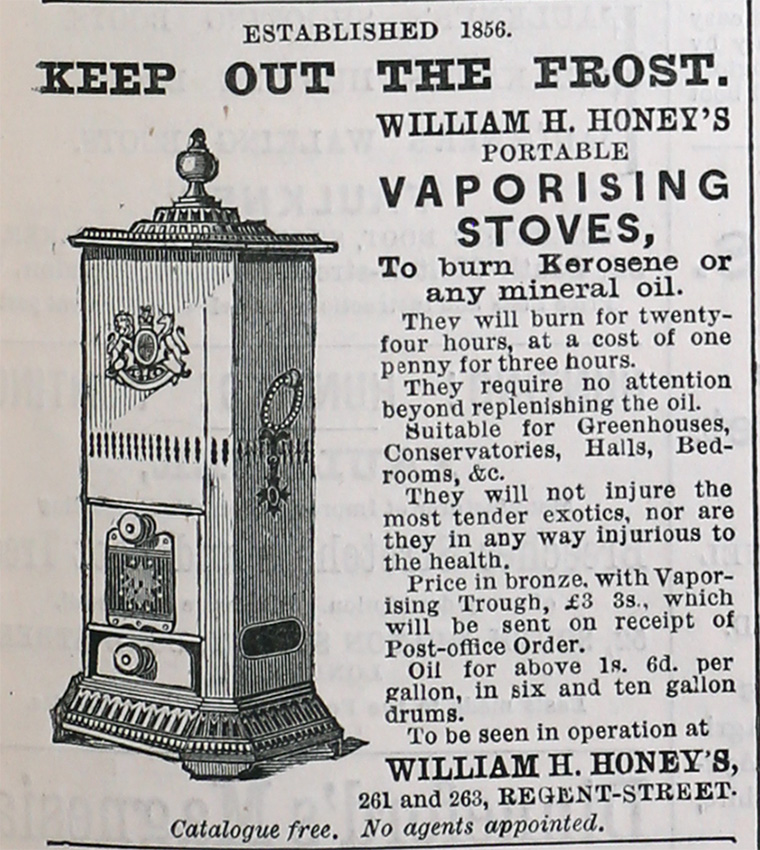 ESTABLISHED 1856.
KEEP OUT THE FROST.
WILLIAM H. HONEY'S
PORTABLE
VAPORISING
STOVES,
To burn Kerosene or
any mineral oil.
They will burn for twenty-
four hours, at a cost of one
penny for three hours.
They require no attention
beyond replenishing the oil.
Suitable for Greenhouses,
Conservatories, Halls, Bed-
rooms, &c.
They will not injure the
most tender exotics, nor are
they in any way injurious to
the health.
Price in bronze, with Vapor-
ising Trough, £3 3s., which
will be sent on receipt of
Post-office Order.
Oil for above 1s. 6d. per
gallon, in six and ten gallon
drums.
To be seen in operation at
WILLIAM H. HONEY'S,
261 and 263, REGENT-STREET.
Catalogue free. No agents appointed.